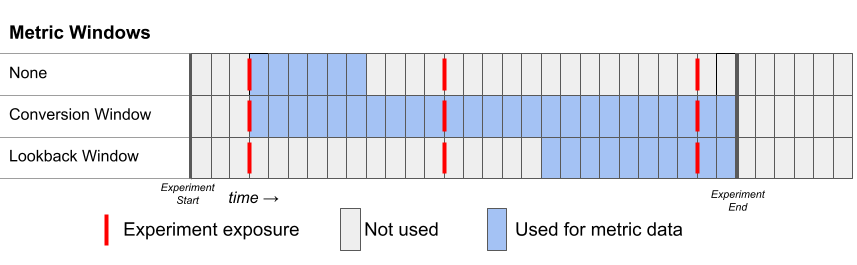 Metric Windows
None
Conversion Window
Lookback Window
Experiment
Start
time →
Experiment
End
Experiment exposure
Not used
Used for metric data